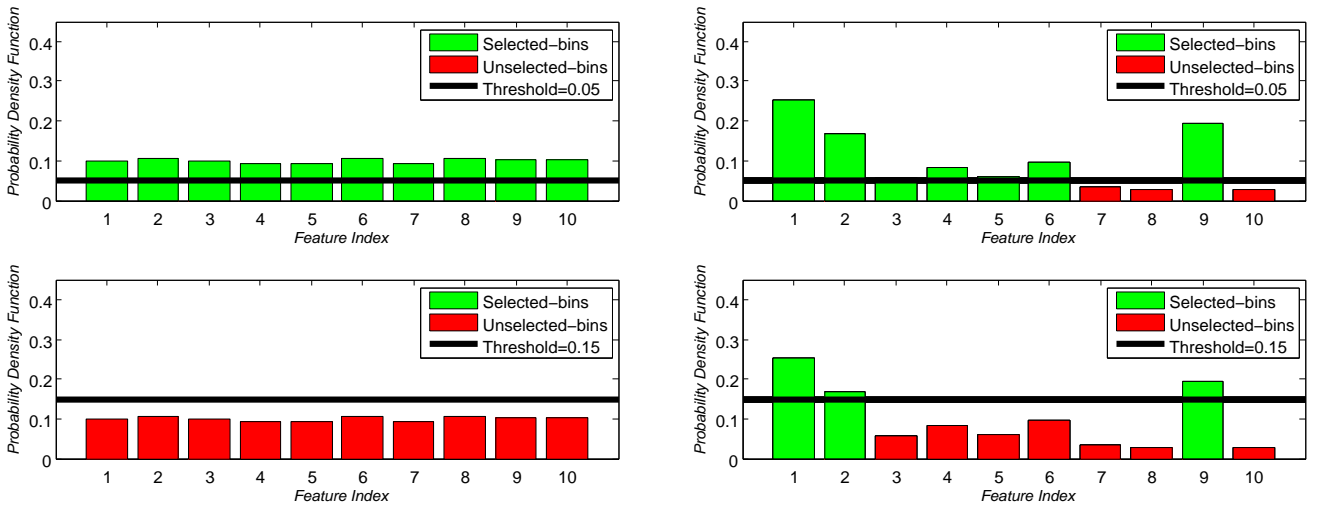 Probability Density Function
0.4
0.3
0.2
0.1
0
Selected-bins
Unselected-bins
Threshold=0.05
1 2 3 4 5 6 7 8 9 10
Feature Index
Probability Density Function
0.4
0.3
0.2
0.1
0
Selected-bins
Unselected-bins
Threshold=0.05
1 2 3 4 5 6 7 8 9 10
Feature Index
Probability Density Function
0.4
0.3
0.2
0.1
0
Selected-bins
Unselected-bins
Threshold=0.15
1 2 3 4 5 6 7 8 9 10
Feature Index
Probability Density Function
0.4
0.3
0.2
0.1
0
Selected-bins
Unselected-bins
Threshold=0.15
1 2 3 4 5 6 7 8 9 10
Feature Index